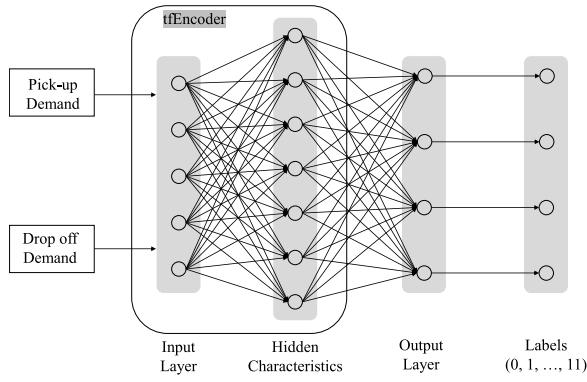 tfEncoder
Pick-up
Demand
Drop off
Demand
Input
Layer
Hidden
Characteristics
Output
Layer
Labels
(0, 1, …, 11)